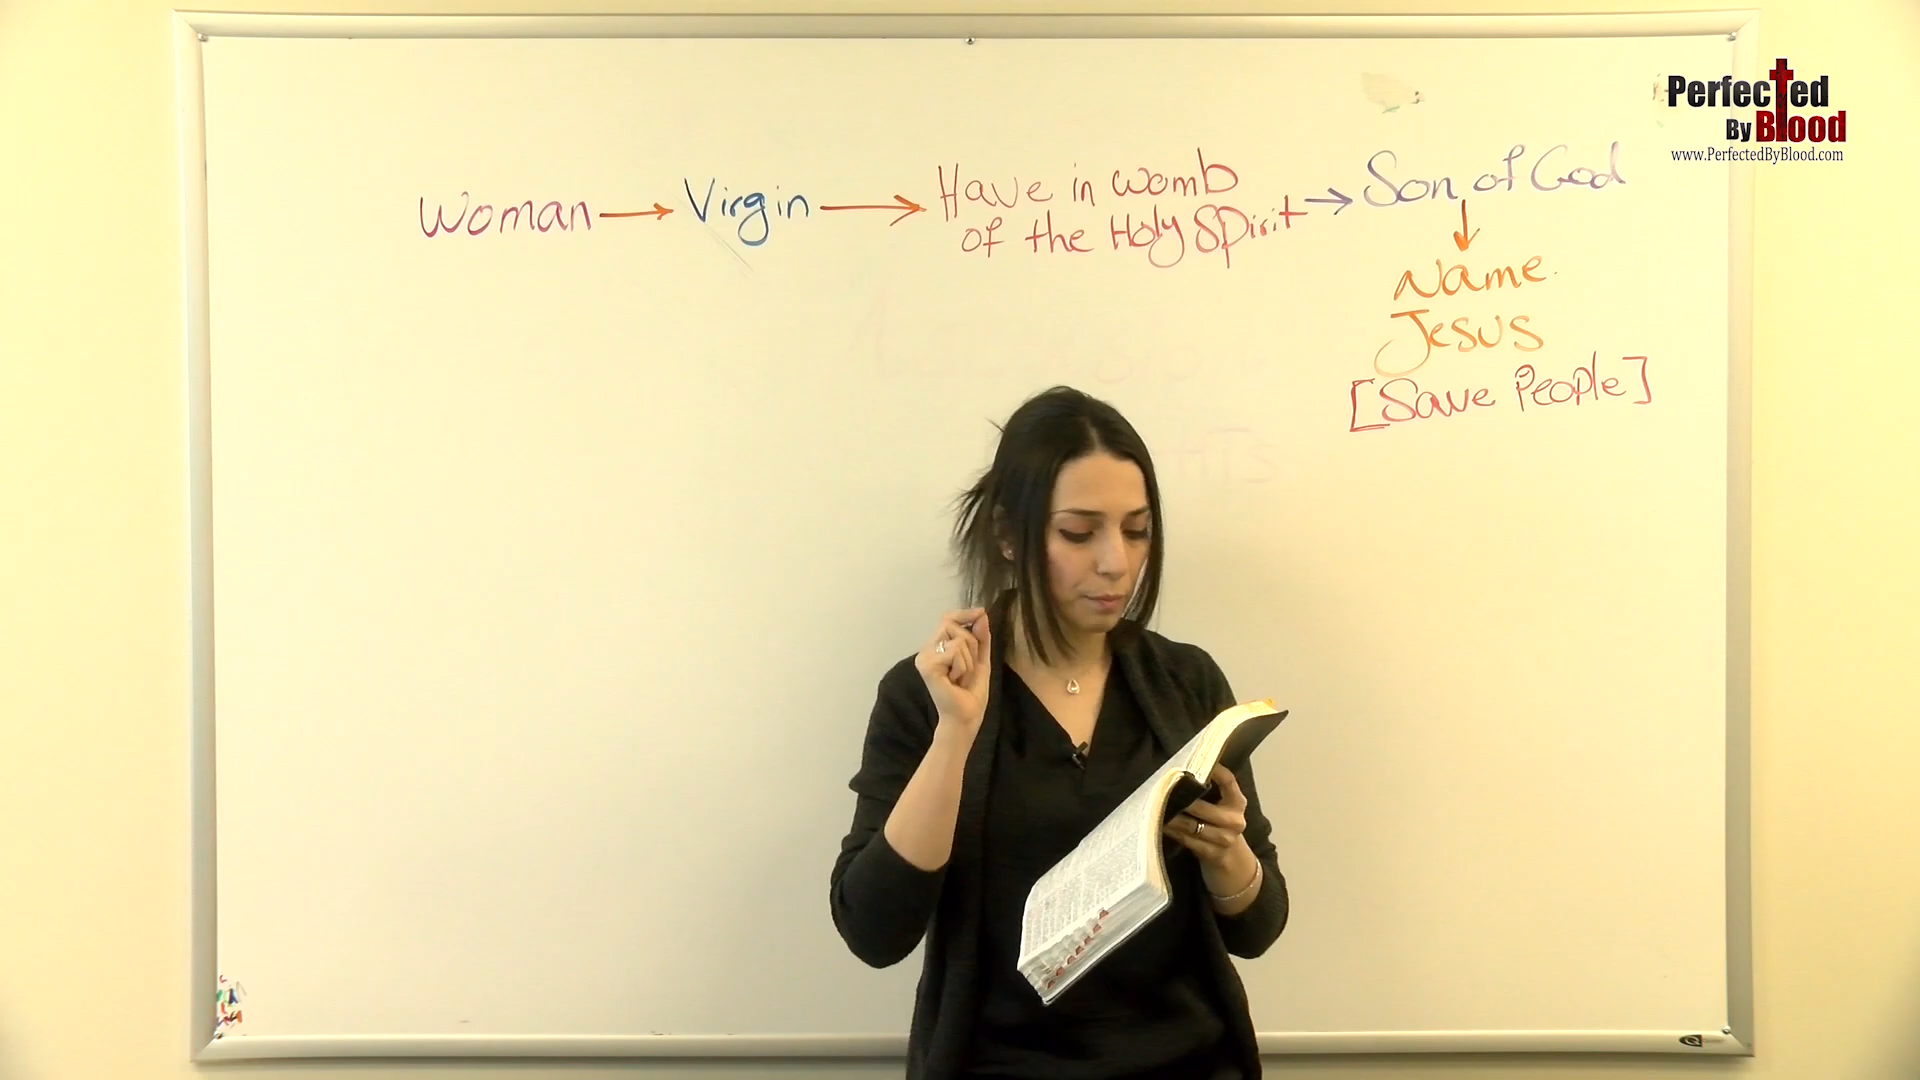 Perfected
By Blood
www.PerfectedByBlood.com
Woman → Virgin → Have in womb
of the Holy Spirit → Son of God
↓
Name
Jesus
[Save People]